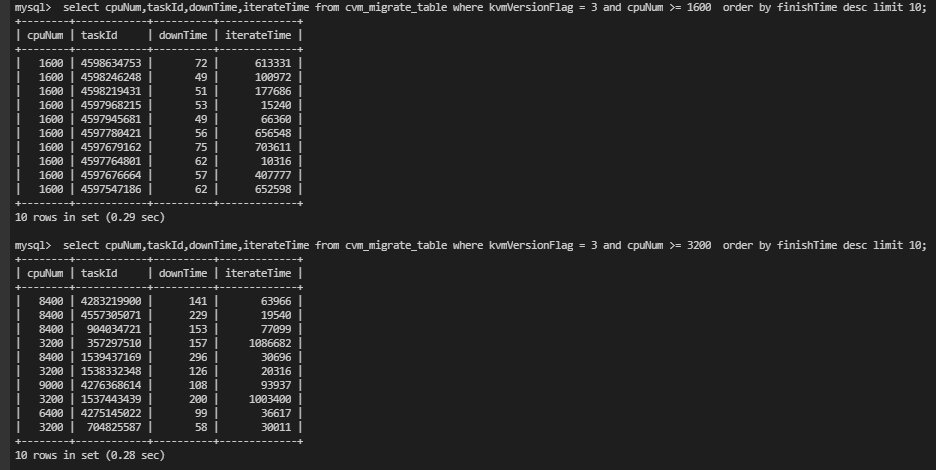 mysql>  select cpuNum,taskId,downTime,iterateTime from cvm_migrate_table where kvmVersionFlag = 3 and cpuNum >= 1600  order by finishTime desc limit 10;
+--------+------------+----------+-------------+
| cpuNum | taskId     | downTime | iterateTime |
+--------+------------+----------+-------------+
|   1600 | 4598634753 |       72 |      613331 |
|   1600 | 4598246248 |       49 |      100972 |
|   1600 | 4598219431 |       51 |      177686 |
|   1600 | 4597968215 |       53 |       15240 |
|   1600 | 4597945681 |       49 |       66360 |
|   1600 | 4597780421 |       56 |      656548 |
|   1600 | 4597679162 |       75 |      703611 |
|   1600 | 4597764801 |       62 |       10316 |
|   1600 | 4597676664 |       57 |      407777 |
|   1600 | 4597547186 |       62 |      652598 |
+--------+------------+----------+-------------+
10 rows in set (0.29 sec)
mysql>  select cpuNum,taskId,downTime,iterateTime from cvm_migrate_table where kvmVersionFlag = 3 and cpuNum >= 3200  order by finishTime desc limit 10;
+--------+------------+----------+-------------+
| cpuNum | taskId     | downTime | iterateTime |
+--------+------------+----------+-------------+
|   8400 | 4283219900 |      141 |       63966 |
|   8400 | 4557305071 |      229 |       19540 |
|   8400 |  904034721 |      153 |       77099 |
|   3200 |  357297510 |      157 |     1086682 |
|   8400 | 1539437169 |      296 |       30696 |
|   3200 | 1538332348 |      126 |       20316 |
|   9000 | 4276368614 |      108 |       93937 |
|   3200 | 1537443439 |      200 |     1003400 |
|   6400 | 4275145022 |       99 |       36617 |
|   3200 |  704825587 |       58 |       30011 |
+--------+------------+----------+-------------+
10 rows in set (0.28 sec)